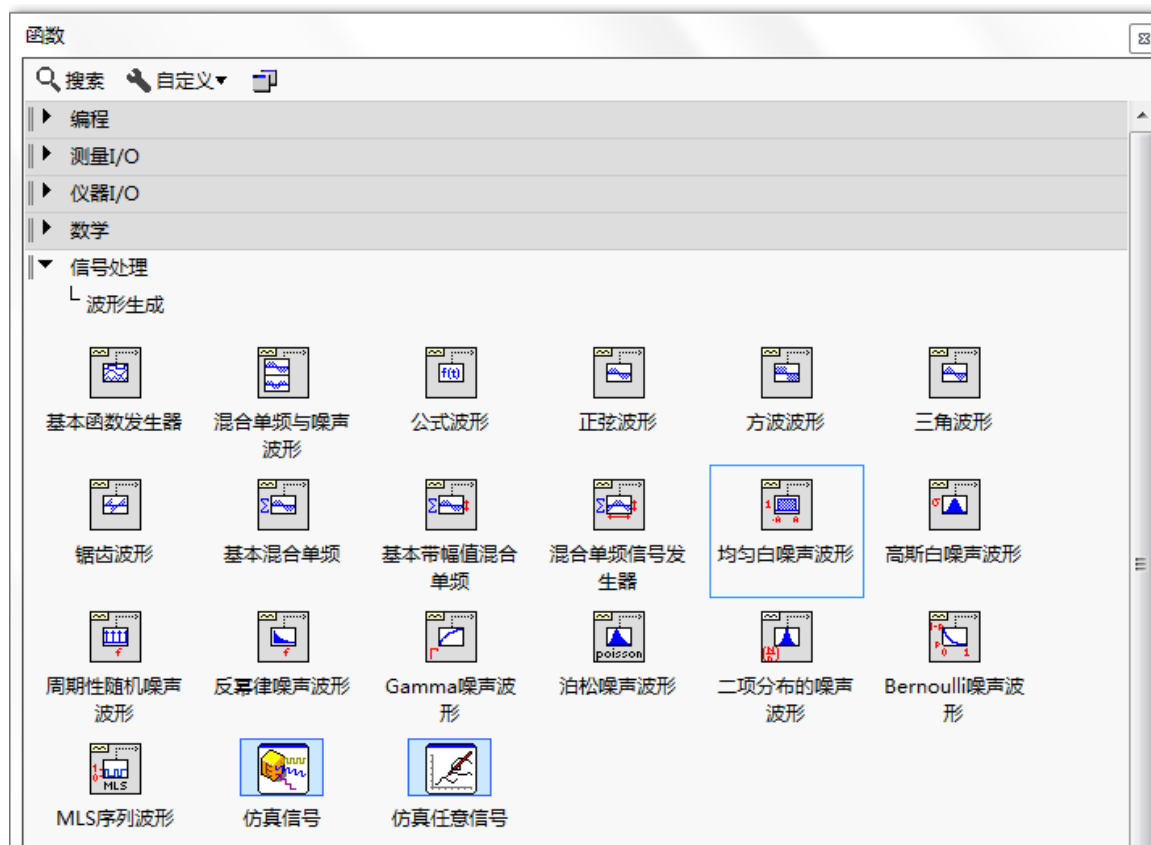 函数
搜索 自定义
编程
测量I/O
仪器I/O
数学
信号处理
波形生成
f(t)
基本函数发生器 混合单频与噪声 公式波形 正弦波形 方波波形 三角波形
波形
Σ Σ Σ 1 -A A σ
锯齿波形 基本混合单频 基本带幅值混合 混合单频信号发 均匀白噪声波形 高斯白噪声波形
单频 生器
f f Γ poisson (N n) 1-p p 0 1
周期性随机噪声 反幂律噪声波形 Gamma噪声波 泊松噪声波形 二项分布的噪声 Bernoulli噪声波
波形 形 波形 形
1 0 MLS
MLS序列波形 仿真信号 仿真任意信号